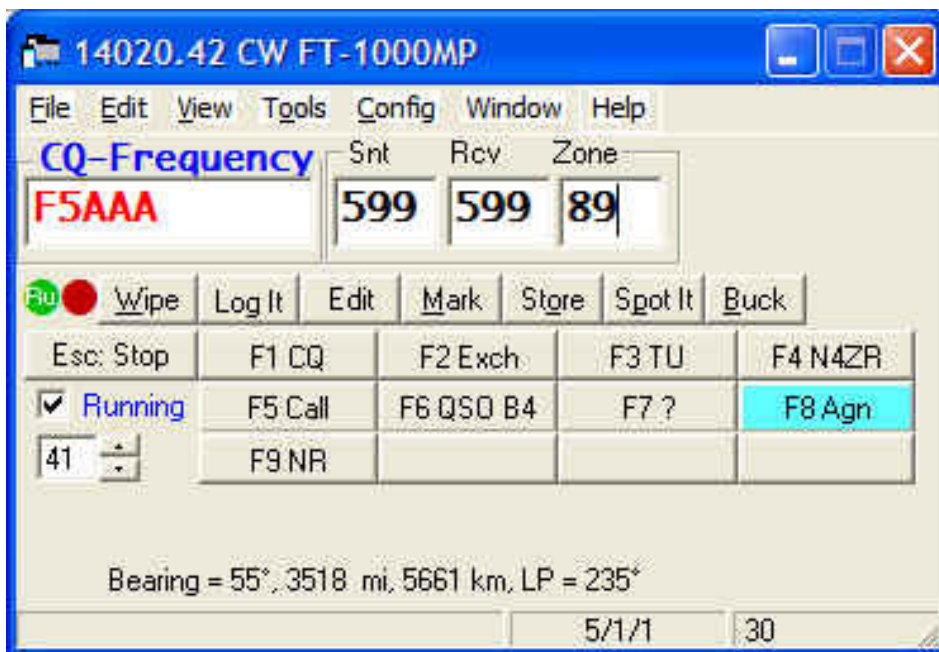 14020.42 CW FT-1000MP
File Edit View Tools Config Window Help
CQ-Frequency Snt Rcv Zone
F5AAA 599 599 89
Ru Wipe Log It Edit Mark Store Spot It Buck
Esc: Stop F1 CQ F2 Exch F3 TU F4 N4ZR
Running F5 Call F6 QSO B4 F7 ? F8 Agn
41 F9 NR
Bearing = 55°, 3518 mi, 5661 km, LP = 235°
5/1/1 30